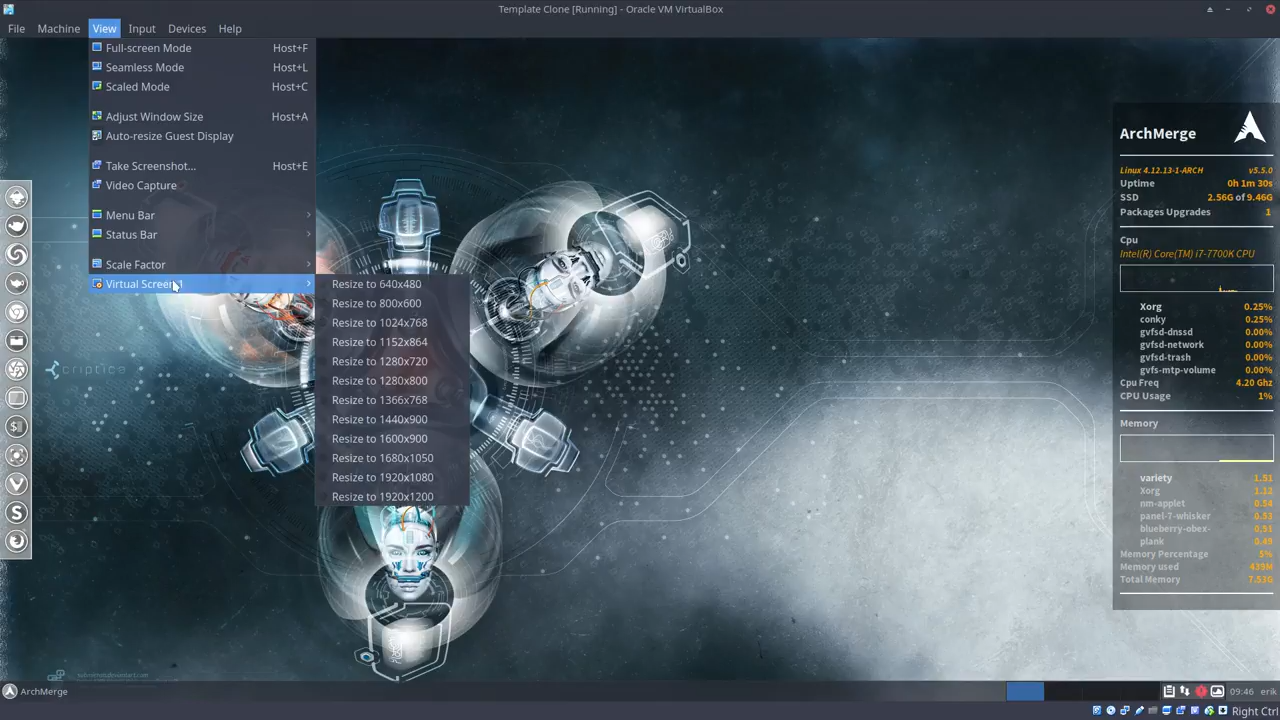 Template Clone [Running] - Oracle VM VirtualBox
File Machine View Input Devices Help
Full-screen Mode Host+F
Seamless Mode Host+L
Scaled Mode Host+C
Adjust Window Size Host+A
Auto-resize Guest Display
Take Screenshot... Host+E
Video Capture
Menu Bar
Status Bar
Scale Factor
Virtual Screen 1
Resize to 640x480
Resize to 800x600
Resize to 1024x768
Resize to 1152x864
Resize to 1280x720
Resize to 1280x800
Resize to 1366x768
Resize to 1440x900
Resize to 1600x900
Resize to 1680x1050
Resize to 1920x1080
Resize to 1920x1200
criptica
ArchMerge
Linux 4.12.13-1-ARCH v5.5.0
Uptime 0h 1m 30s
SSD 2.56G of 9.46G
Packages Upgrades 1
Cpu
Intel(R) Core(TM) i7-7700K CPU
Xorg 0.25%
conky 0.25%
gvfsd-dnssd 0.00%
gvfsd-network 0.00%
gvfsd-trash 0.00%
gvfs-mtp-volume 0.00%
Cpu Freq 4.20 Ghz
CPU Usage 1%
Memory
variety 1.51
Xorg 1.12
nm-applet 0.54
panel-7-whisker 0.53
blueberry-obex- 0.51
plank 0.49
Memory Percentage 5%
Memory used 439M
Total Memory 7.53G
ArchMerge
09:46 erik
Right Ctrl